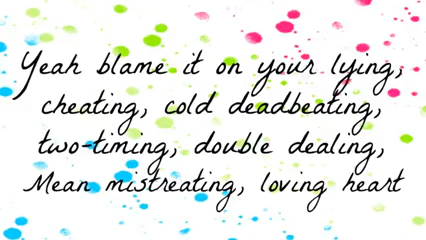 Yeah blame it on your lying,
cheating, cold deadbeating,
two-timing, double dealing,
Mean mistreating, loving heart